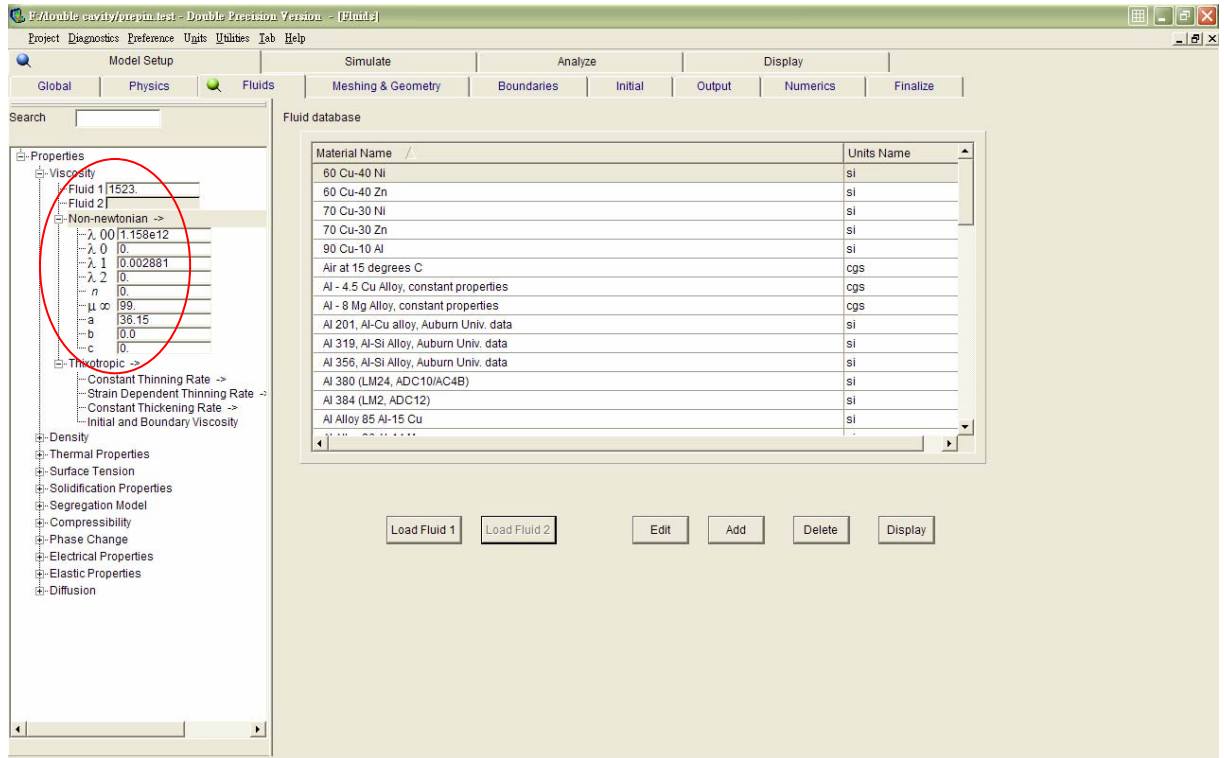 F:/louble cavity/prepin.test - Double Precision Version - [Fluids]
Project Diagnostics Preference Units Utilities Tab Help
Model Setup Simulate Analyze Display
Global Physics Fluids Meshing & Geometry Boundaries Initial Output Numerics Finalize
Search
Fluid database
Properties
Viscosity
Fluid 1 1523.
Fluid 2
Non-newtonian ->
λ 00 1.158e12
λ 0 0.
λ 1 0.002881
λ 2 0.
n 0.
μ ∞ 99.
a 36.15
b 0.0
c 0.
Thixotropic ->
Constant Thinning Rate ->
Strain Dependent Thinning Rate ->
Constant Thickening Rate ->
Initial and Boundary Viscosity
Density
Thermal Properties
Surface Tension
Solidification Properties
Segregation Model
Compressibility
Phase Change
Electrical Properties
Elastic Properties
Diffusion
Material Name Units Name
60 Cu-40 Ni si
60 Cu-40 Zn si
70 Cu-30 Ni si
70 Cu-30 Zn si
90 Cu-10 Al si
Air at 15 degrees C cgs
Al - 4.5 Cu Alloy, constant properties cgs
Al - 8 Mg Alloy, constant properties cgs
Al 201, Al-Cu alloy, Auburn Univ. data si
Al 319, Al-Si Alloy, Auburn Univ. data si
Al 356, Al-Si Alloy, Auburn Univ. data si
Al 380 (LM24, ADC10/AC4B) si
Al 384 (LM2, ADC12) si
Al Alloy 85 Al-15 Cu si
Load Fluid 1 Load Fluid 2 Edit Add Delete Display